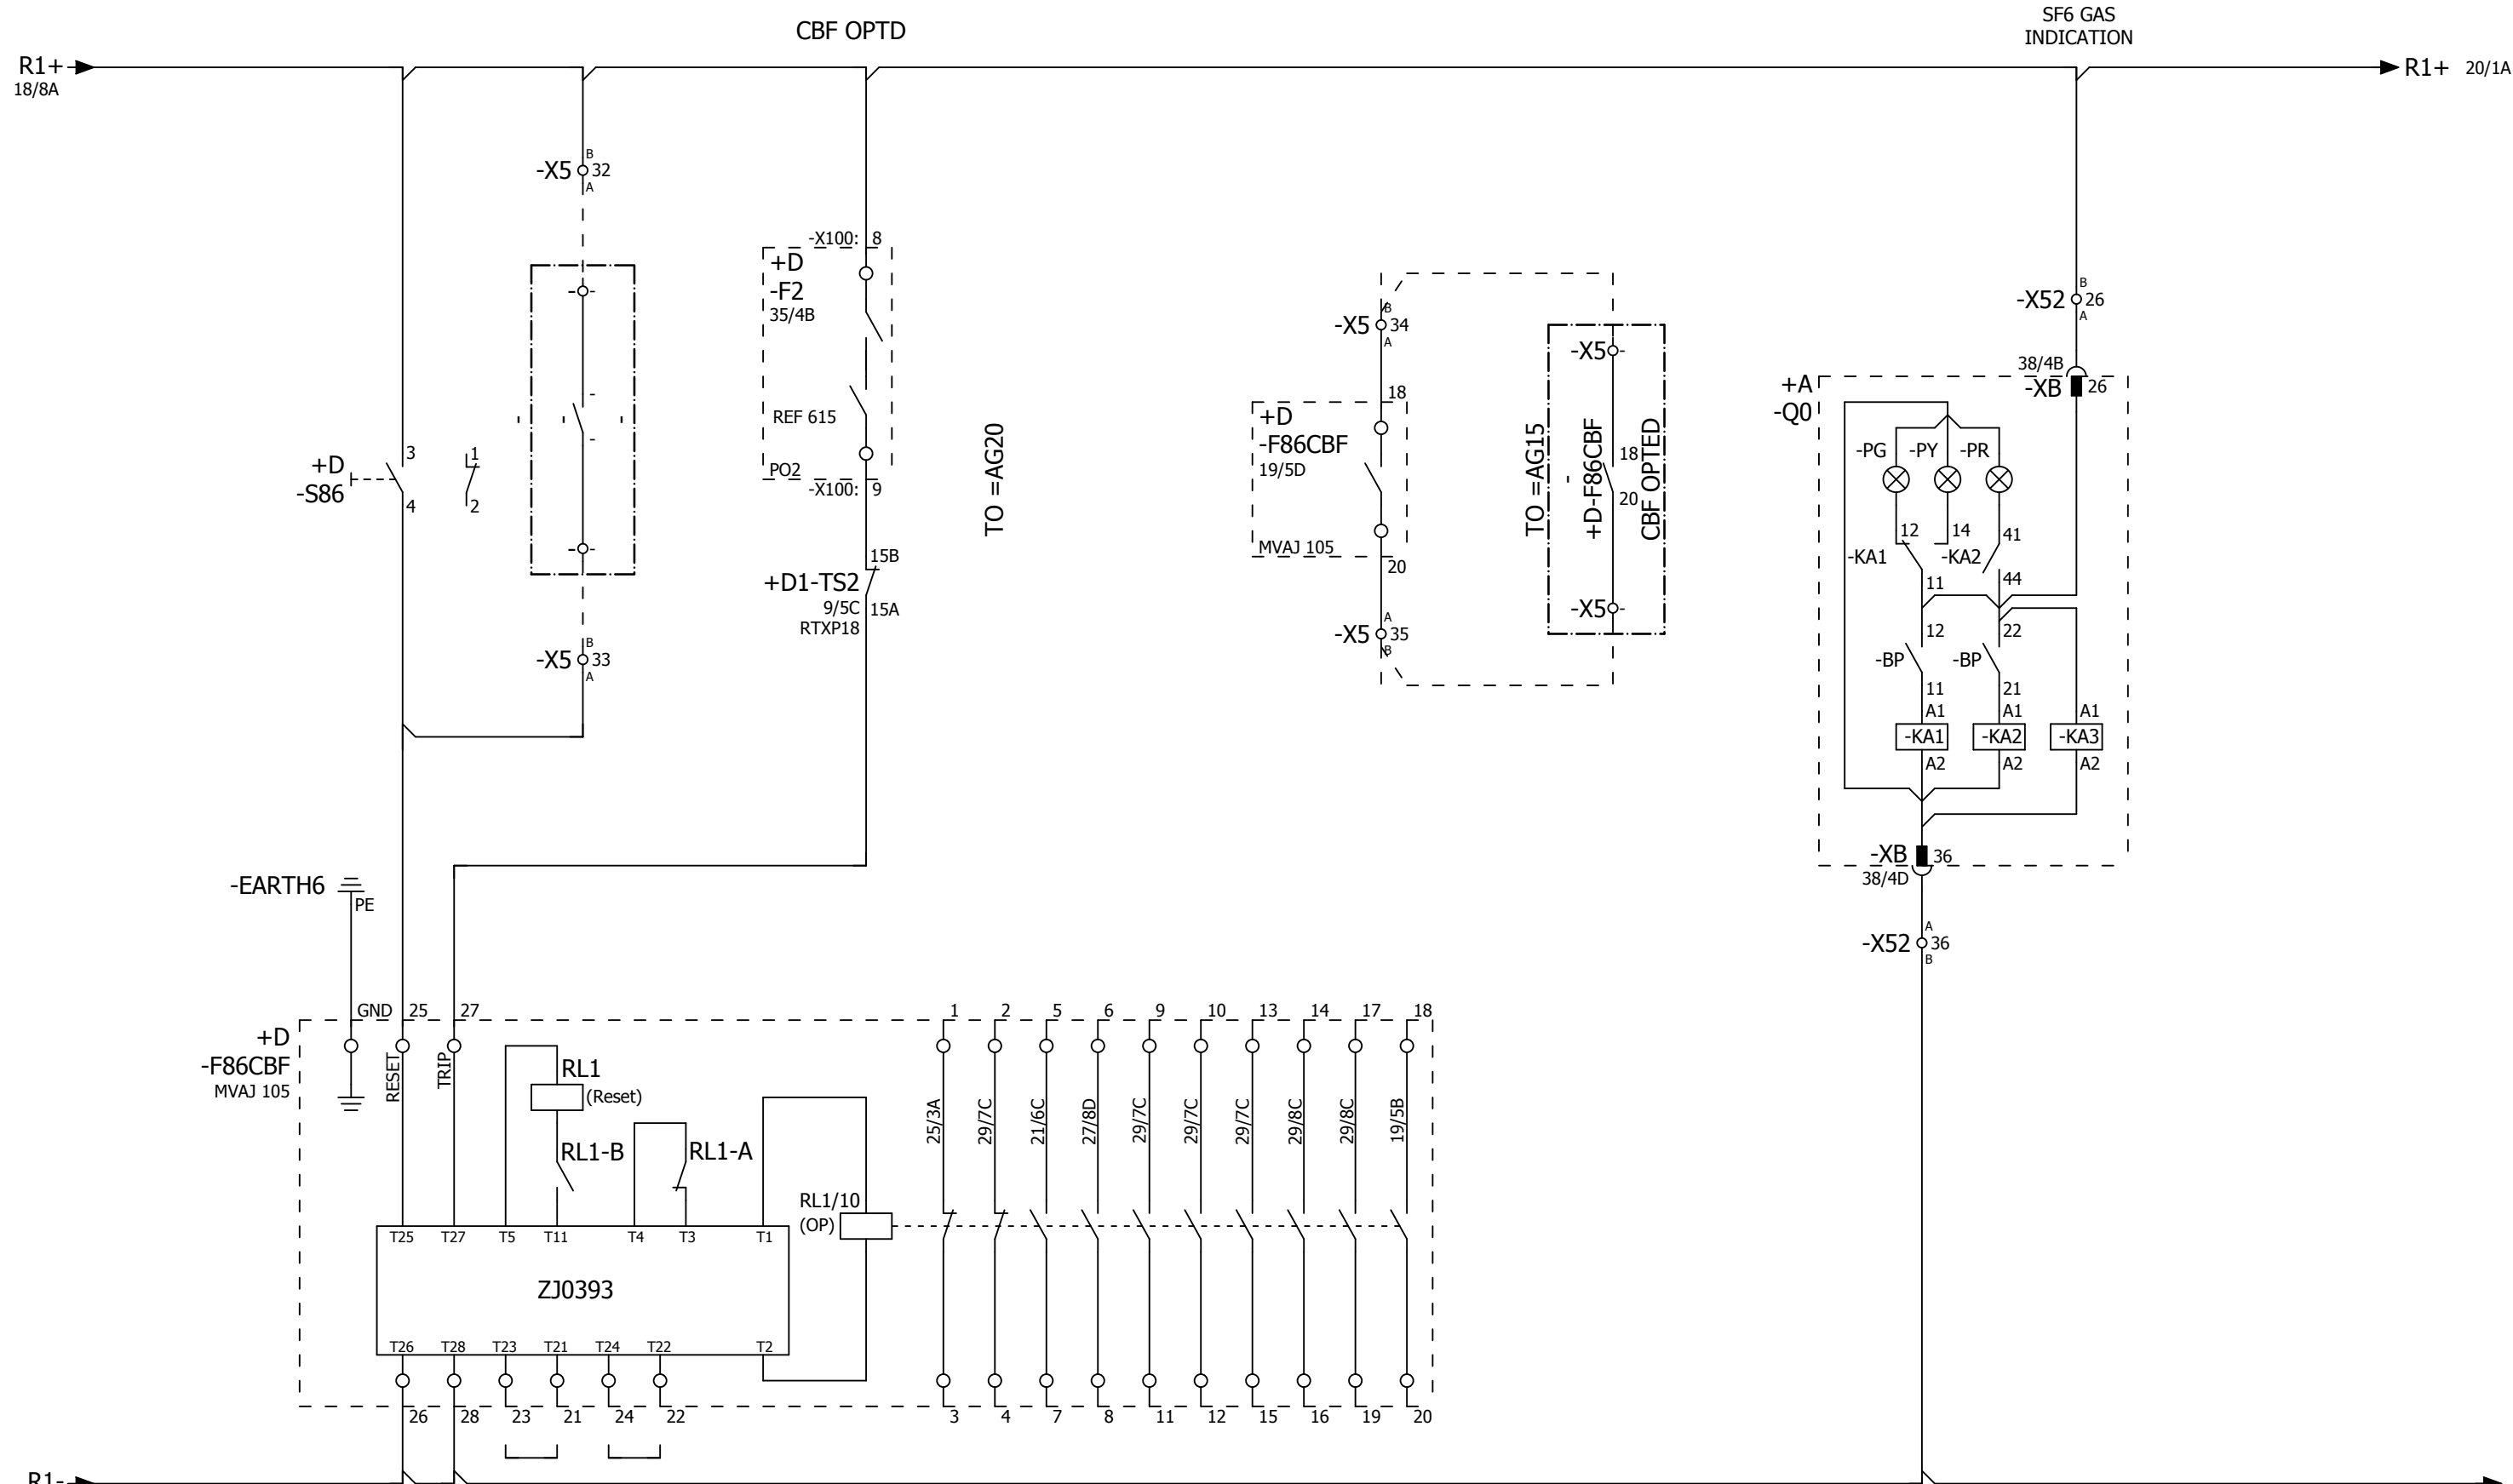 CBF OPTD
SF6 GAS
INDICATION
R1+
18/8A
R1+ 20/1A
-X5
B
32
A
-X100: 8
+D
-F2
35/4B
REF 615
PO2
-X100: 9
15B
+D1-TS2
9/5C
15A
RTXP18
+D
-S86
3
4
1
2
-
-
-
-
-
-
-X5
B
33
A
TO =AG20
-X5
B
34
A
18
+D
-F86CBF
19/5D
MVAJ 105
20
-X5
A
35
B
TO =AG15
-X5
-
+D-F86CBF
18
20
CBF OPTED
-X5
-
-X52
B
26
A
38/4B
-XB
26
+A
-Q0
-PG
-PY
-PR
12
14
41
-KA1
-KA2
11
44
12
22
-BP
-BP
11
21
A1
A1
A1
-KA1
-KA2
-KA3
A2
A2
A2
-XB
36
38/4D
-X52
A
36
B
-EARTH6
PE
+D
-F86CBF
MVAJ 105
GND
25
27
RESET
TRIP
RL1
(Reset)
RL1-B
RL1-A
RL1/10
(OP)
T25
T27
T5
T11
T4
T3
T1
ZJ0393
T26
T28
T23
T21
T24
T22
T2
26
28
23
21
24
22
1
2
5
6
9
10
13
14
17
18
25/3A
29/7C
21/6C
27/8D
29/7C
29/7C
29/7C
29/8C
29/8C
19/5B
3
4
7
8
11
12
15
16
19
20
R1-